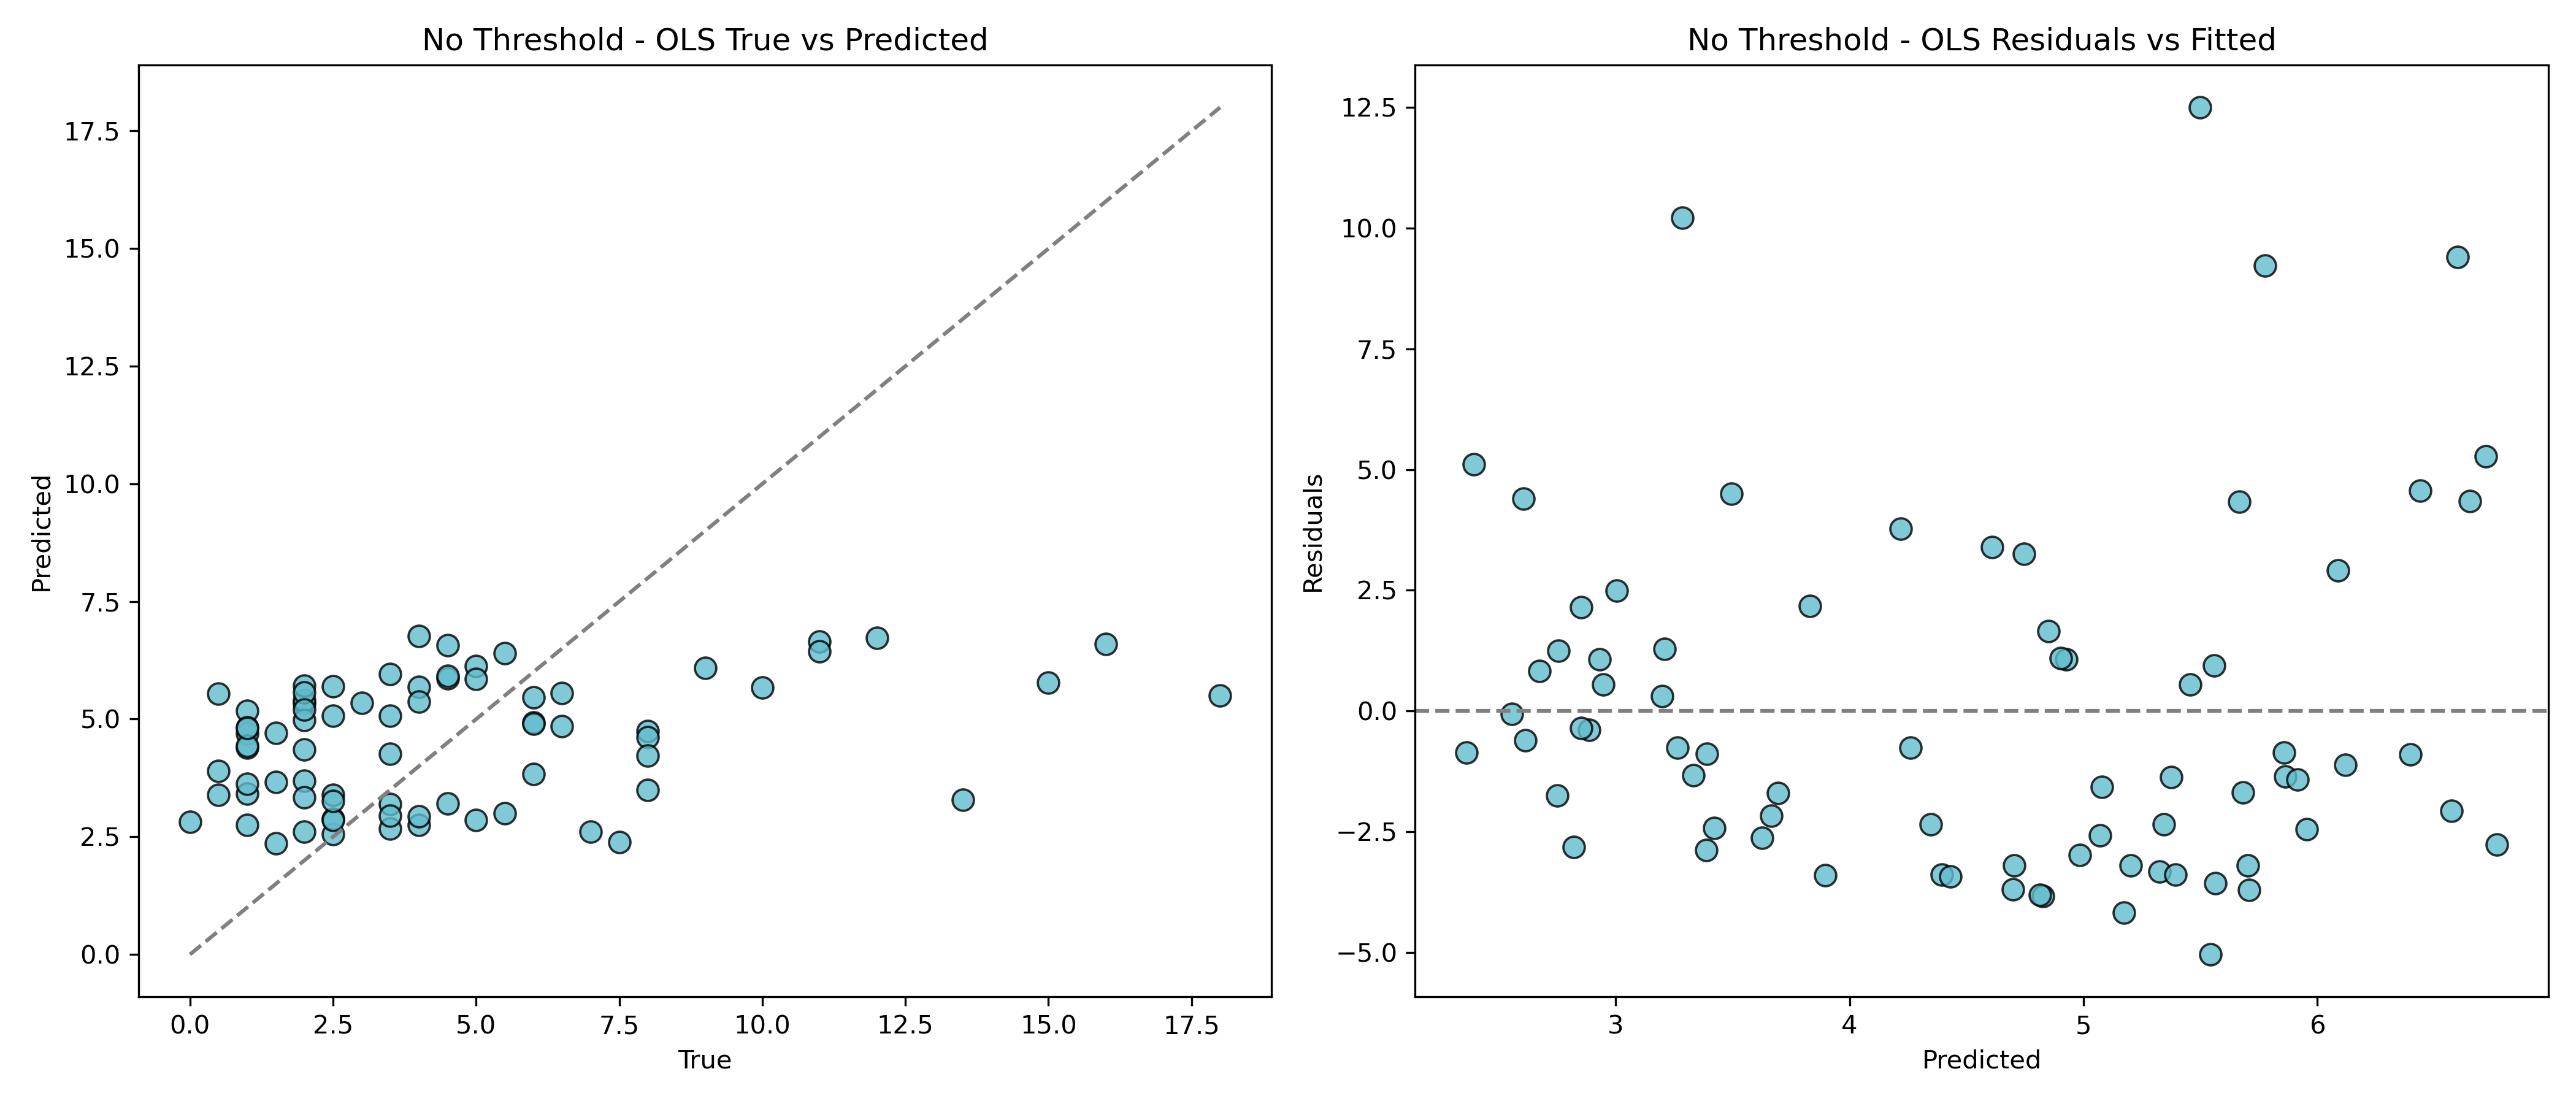 No Threshold - OLS True vs Predicted
17.5
15.0
12.5
10.0
7.5
5.0
2.5
0.0
Predicted
0.0 2.5 5.0 7.5 10.0 12.5 15.0 17.5
True
No Threshold - OLS Residuals vs Fitted
12.5
10.0
7.5
5.0
2.5
0.0
−2.5
−5.0
Residuals
3 4 5 6
Predicted